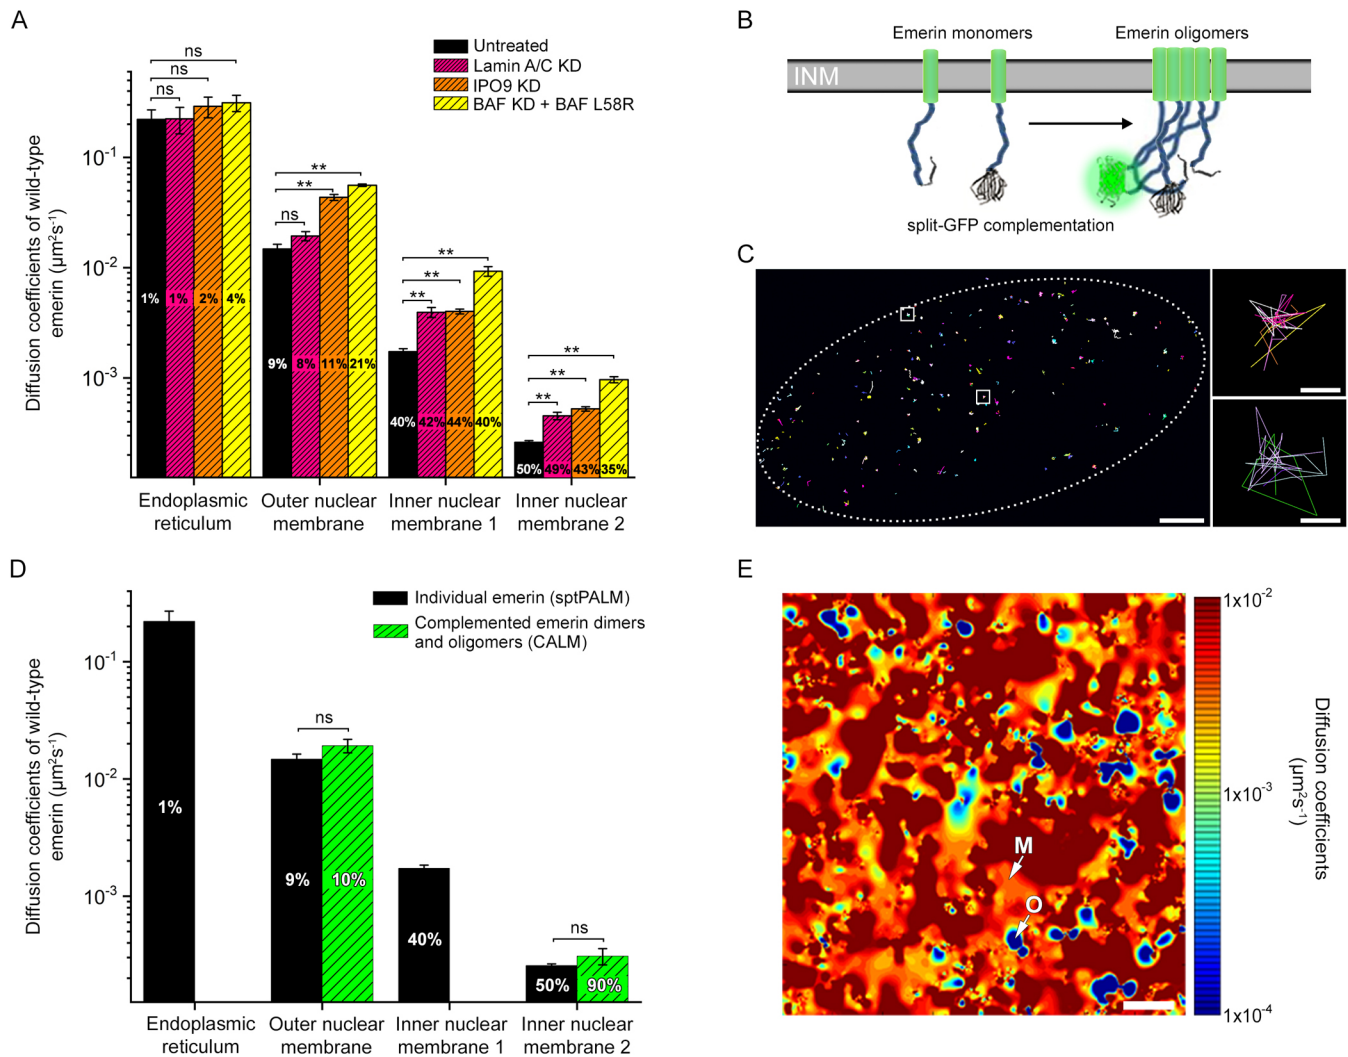 A
ns
ns
ns
Untreated
Lamin A/C KD
IPO9 KD
BAF KD + BAF L58R
Diffusion coefficients of wild-type
emerin (µm²s⁻¹)
10⁻¹
10⁻²
10⁻³
**
**
ns
**
**
**
**
**
**
1%
1%
2%
4%
9%
8%
11%
21%
40%
42%
44%
40%
50%
49%
43%
35%
Endoplasmic
reticulum
Outer nuclear
membrane
Inner nuclear
membrane 1
Inner nuclear
membrane 2
B
Emerin monomers
Emerin oligomers
INM
split-GFP complementation
C
D
Individual emerin (sptPALM)
Complemented emerin dimers
and oligomers (CALM)
Diffusion coefficients of wild-type
emerin (µm²s⁻¹)
10⁻¹
10⁻²
10⁻³
ns
ns
1%
9%
10%
40%
50%
90%
Endoplasmic
reticulum
Outer nuclear
membrane
Inner nuclear
membrane 1
Inner nuclear
membrane 2
E
M
O
1x10⁻²
1x10⁻³
1x10⁻⁴
Diffusion coefficients
(µm²s⁻¹)